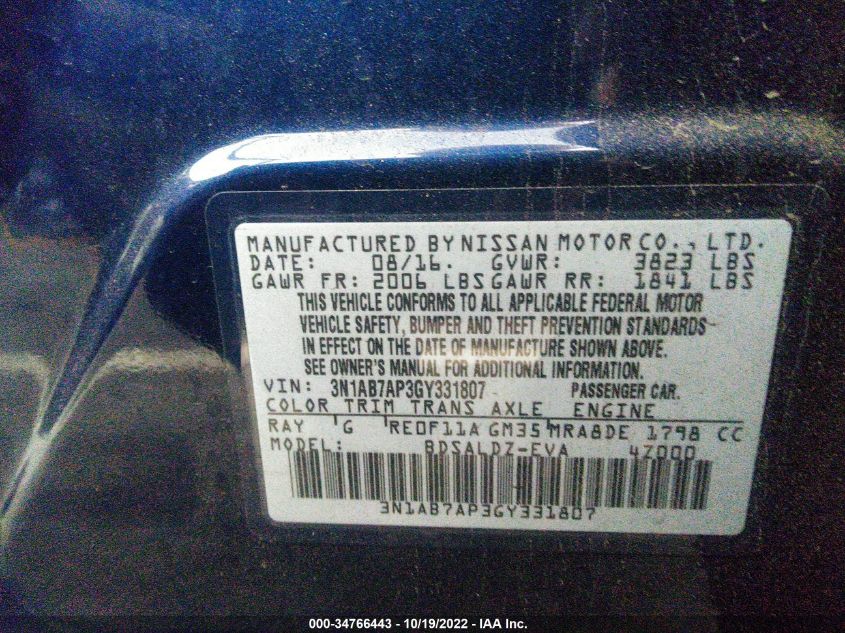 MANUFACTURED BY NISSAN MOTOR CO., LTD.
DATE: 08/16. GVWR: 3823 LBS
GAWR FR: 2006 LBS GAWR RR: 1841 LBS
THIS VEHICLE CONFORMS TO ALL APPLICABLE FEDERAL MOTOR
VEHICLE SAFETY, BUMPER AND THEFT PREVENTION STANDARDS
IN EFFECT ON THE DATE OF MANUFACTURE SHOWN ABOVE.
SEE OWNER'S MANUAL FOR ADDITIONAL INFORMATION.
VIN: 3N1AB7AP3GY331807 PASSENGER CAR.
COLOR TRIM TRANS AXLE ENGINE
RAY G RE0F11A GM35 MRA8DE 1798 CC
MODEL: BDSALDZ-EVA 4Z000
3N1AB7AP3GY331807
000-34766443 - 10/19/2022 - IAA Inc.